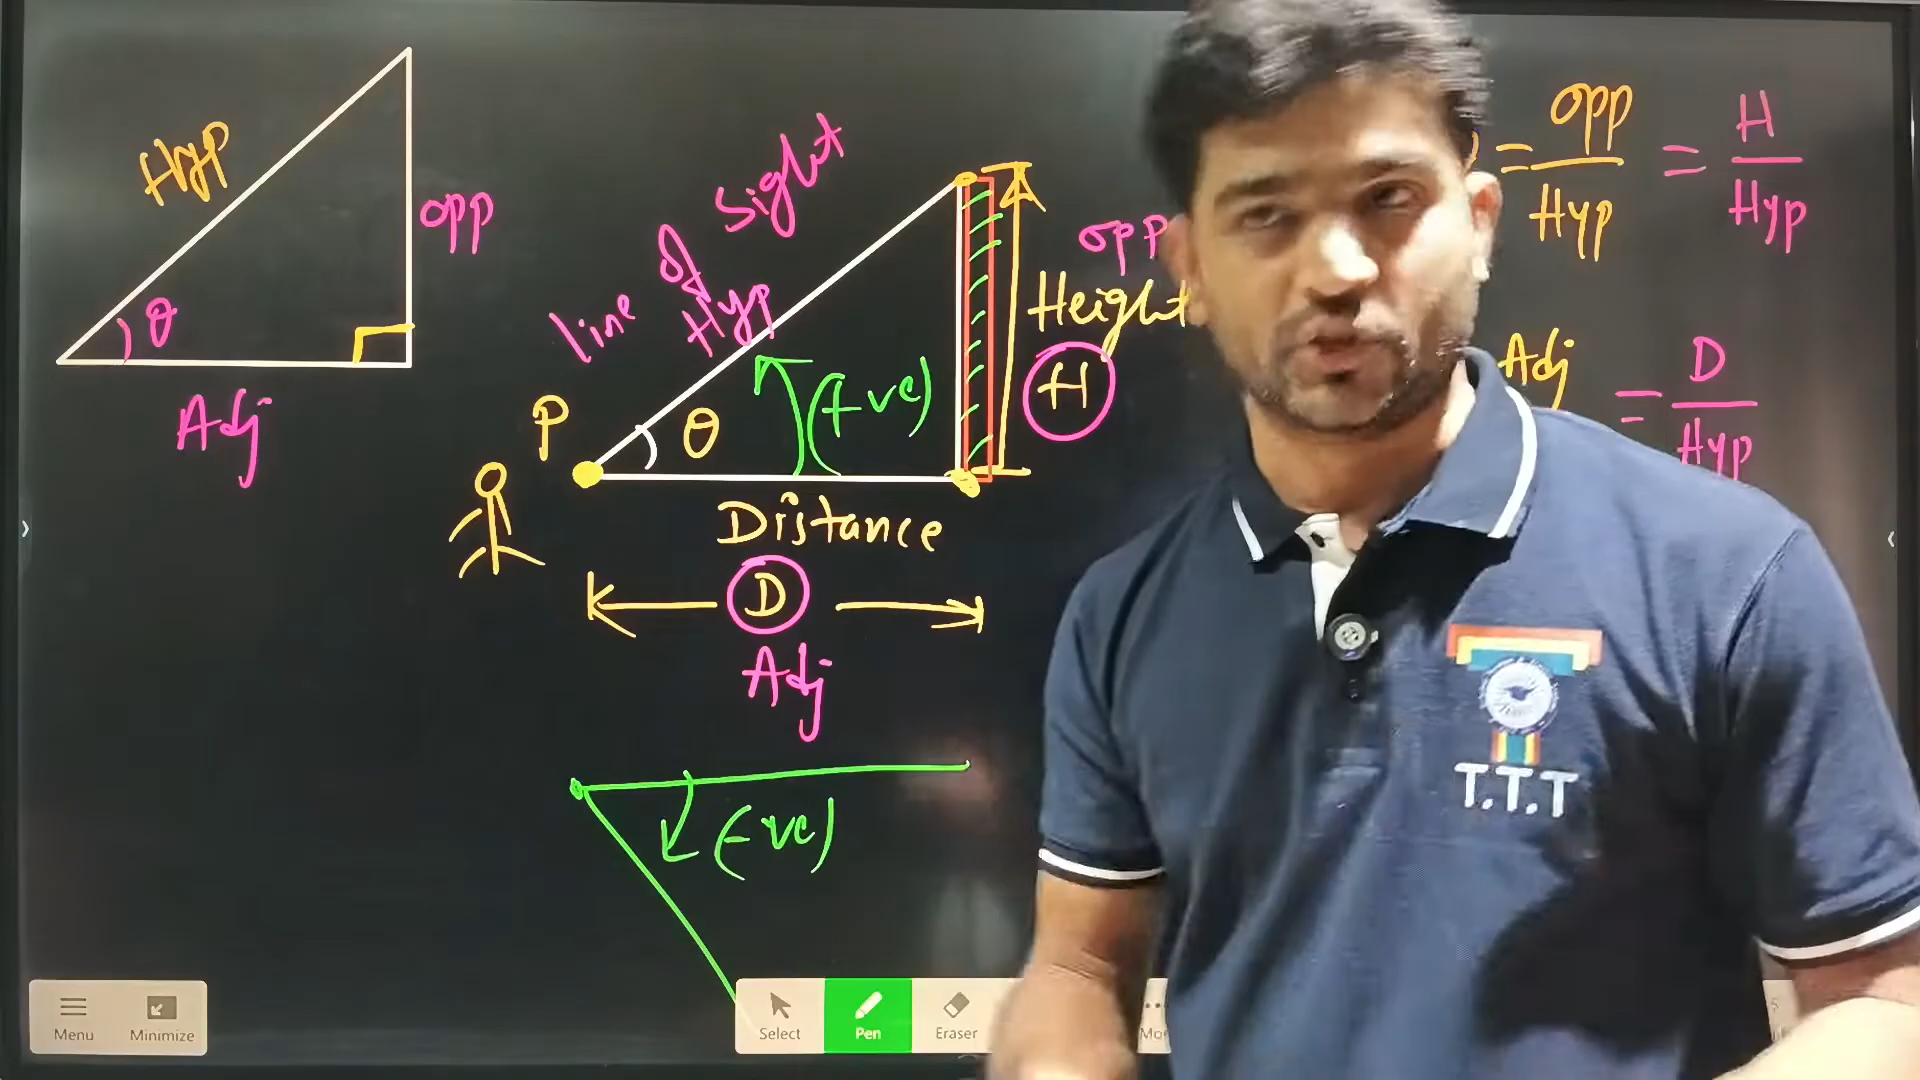 Hyp
opp
θ
Adj
line of Sight
Hyp
P
θ
(+ve)
opp
Height
H
Distance
D
Adj
(-ve)
= opp/Hyp = H/Hyp
Adj
= D/Hyp
T.T.T
Menu
Minimize
Select
Pen
Eraser